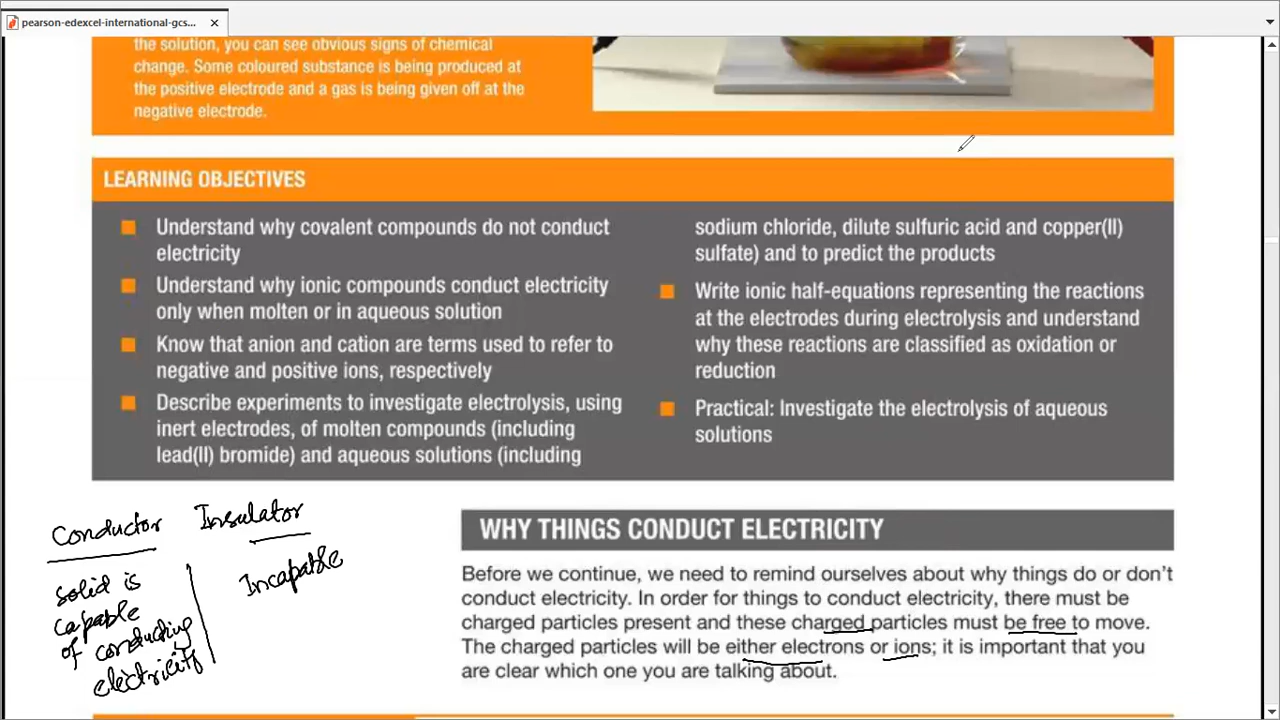 pearson-edexcel-international-gcs...
the solution, you can see obvious signs of chemical
change. Some coloured substance is being produced at
the positive electrode and a gas is being given off at the
negative electrode.
LEARNING OBJECTIVES
Understand why covalent compounds do not conduct
electricity
Understand why ionic compounds conduct electricity
only when molten or in aqueous solution
Know that anion and cation are terms used to refer to
negative and positive ions, respectively
Describe experiments to investigate electrolysis, using
inert electrodes, of molten compounds (including
lead(II) bromide) and aqueous solutions (including
sodium chloride, dilute sulfuric acid and copper(II)
sulfate) and to predict the products
Write ionic half-equations representing the reactions
at the electrodes during electrolysis and understand
why these reactions are classified as oxidation or
reduction
Practical: Investigate the electrolysis of aqueous
solutions
Conductor
solid is
capable
of conducting
electricity
Insulator
Incapable
WHY THINGS CONDUCT ELECTRICITY
Before we continue, we need to remind ourselves about why things do or don't
conduct electricity. In order for things to conduct electricity, there must be
charged particles present and these charged particles must be free to move.
The charged particles will be either electrons or ions; it is important that you
are clear which one you are talking about.